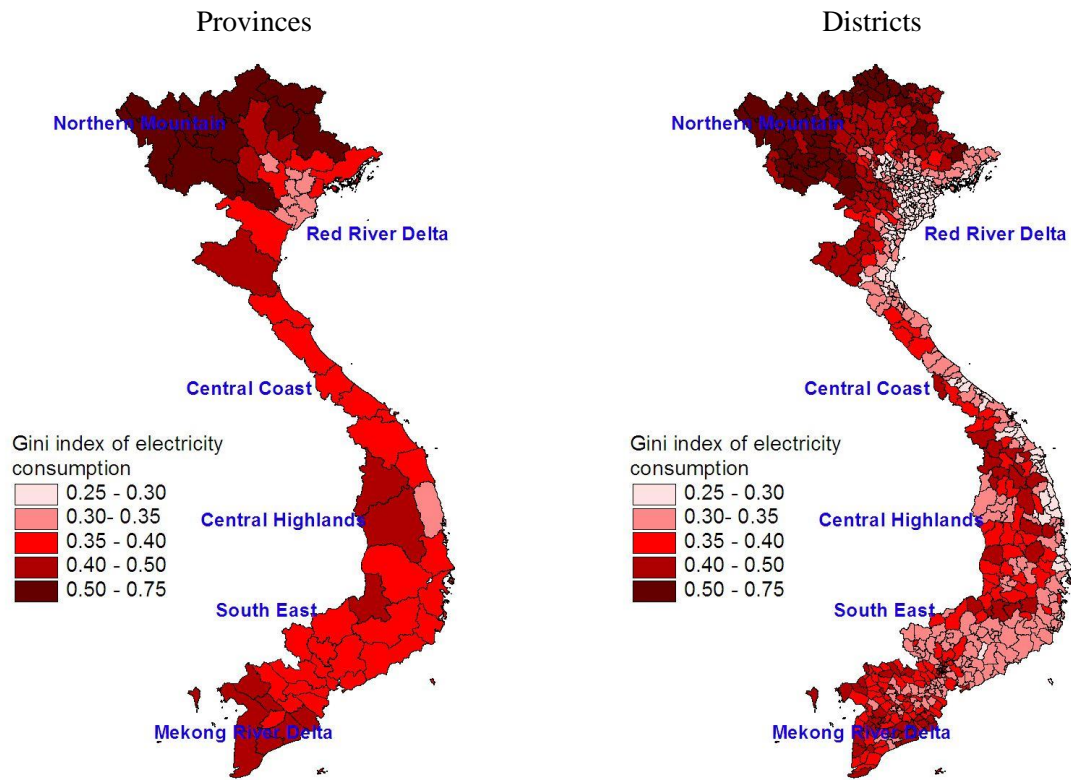 Provinces
Northern Mountain
Red River Delta
Central Coast
Gini index of electricity
consumption
0.25 - 0.30
0.30- 0.35
0.35 - 0.40
0.40 - 0.50
0.50 - 0.75
Central Highlands
South East
Mekong River Delta
Districts
Northern Mountain
Red River Delta
Central Coast
Gini index of electricity
consumption
0.25 - 0.30
0.30- 0.35
0.35 - 0.40
0.40 - 0.50
0.50 - 0.75
Central Highlands
South East
Mekong River Delta